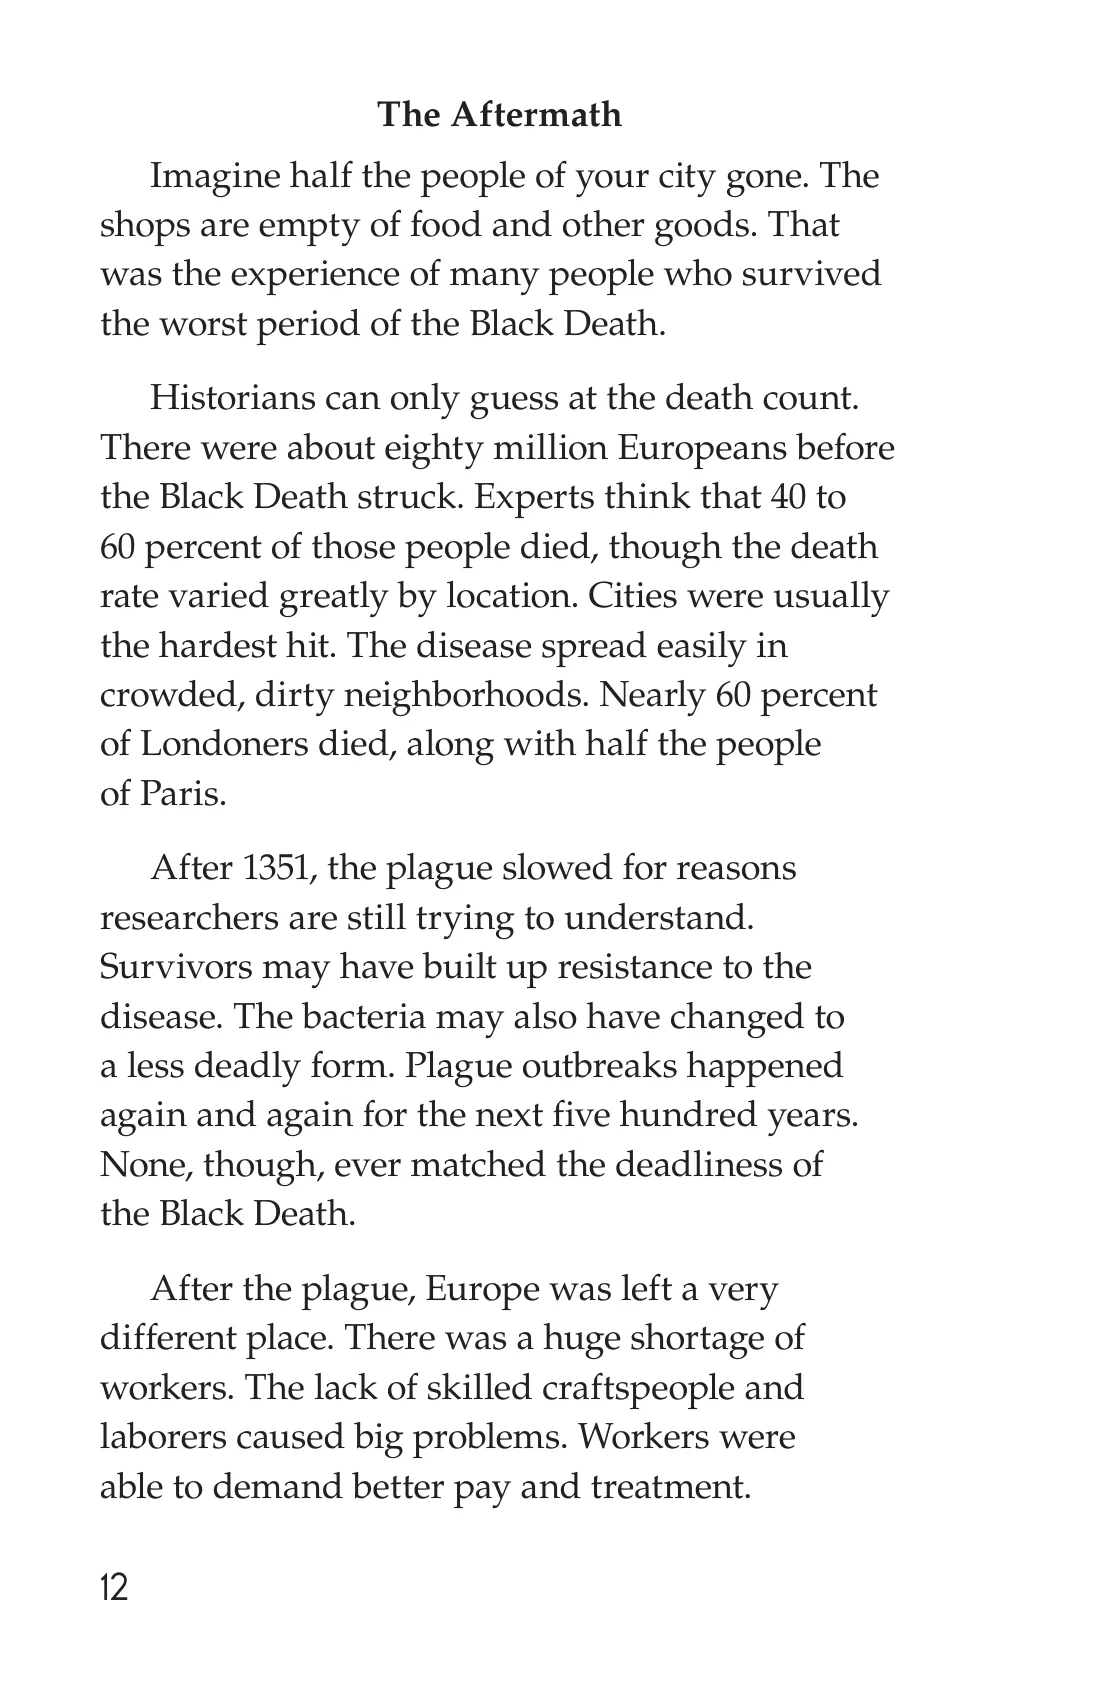 The Aftermath
Imagine half the people of your city gone. The
shops are empty of food and other goods. That
was the experience of many people who survived
the worst period of the Black Death.
Historians can only guess at the death count.
There were about eighty million Europeans before
the Black Death struck. Experts think that 40 to
60 percent of those people died, though the death
rate varied greatly by location. Cities were usually
the hardest hit. The disease spread easily in
crowded, dirty neighborhoods. Nearly 60 percent
of Londoners died, along with half the people
of Paris.
After 1351, the plague slowed for reasons
researchers are still trying to understand.
Survivors may have built up resistance to the
disease. The bacteria may also have changed to
a less deadly form. Plague outbreaks happened
again and again for the next five hundred years.
None, though, ever matched the deadliness of
the Black Death.
After the plague, Europe was left a very
different place. There was a huge shortage of
workers. The lack of skilled craftspeople and
laborers caused big problems. Workers were
able to demand better pay and treatment.
12